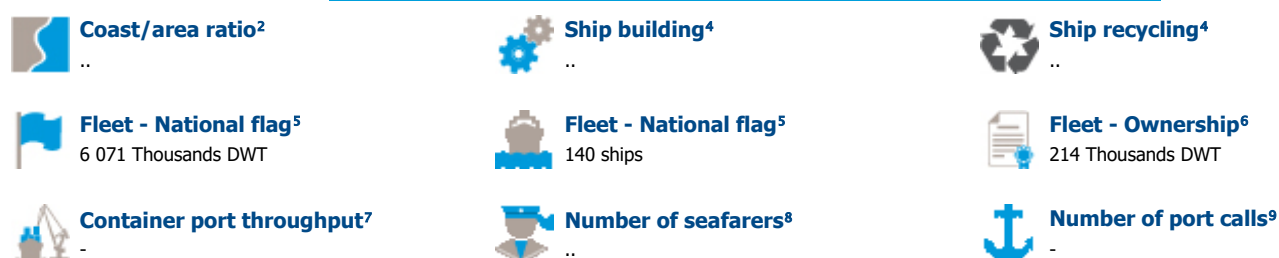 Coast/area ratio²
..
Ship building⁴
..
Ship recycling⁴
..
Fleet - National flag⁵
6 071 Thousands DWT
Fleet - National flag⁵
140 ships
Fleet - Ownership⁶
214 Thousands DWT
Container port throughput⁷
-
Number of seafarers⁸
..
Number of port calls⁹
-